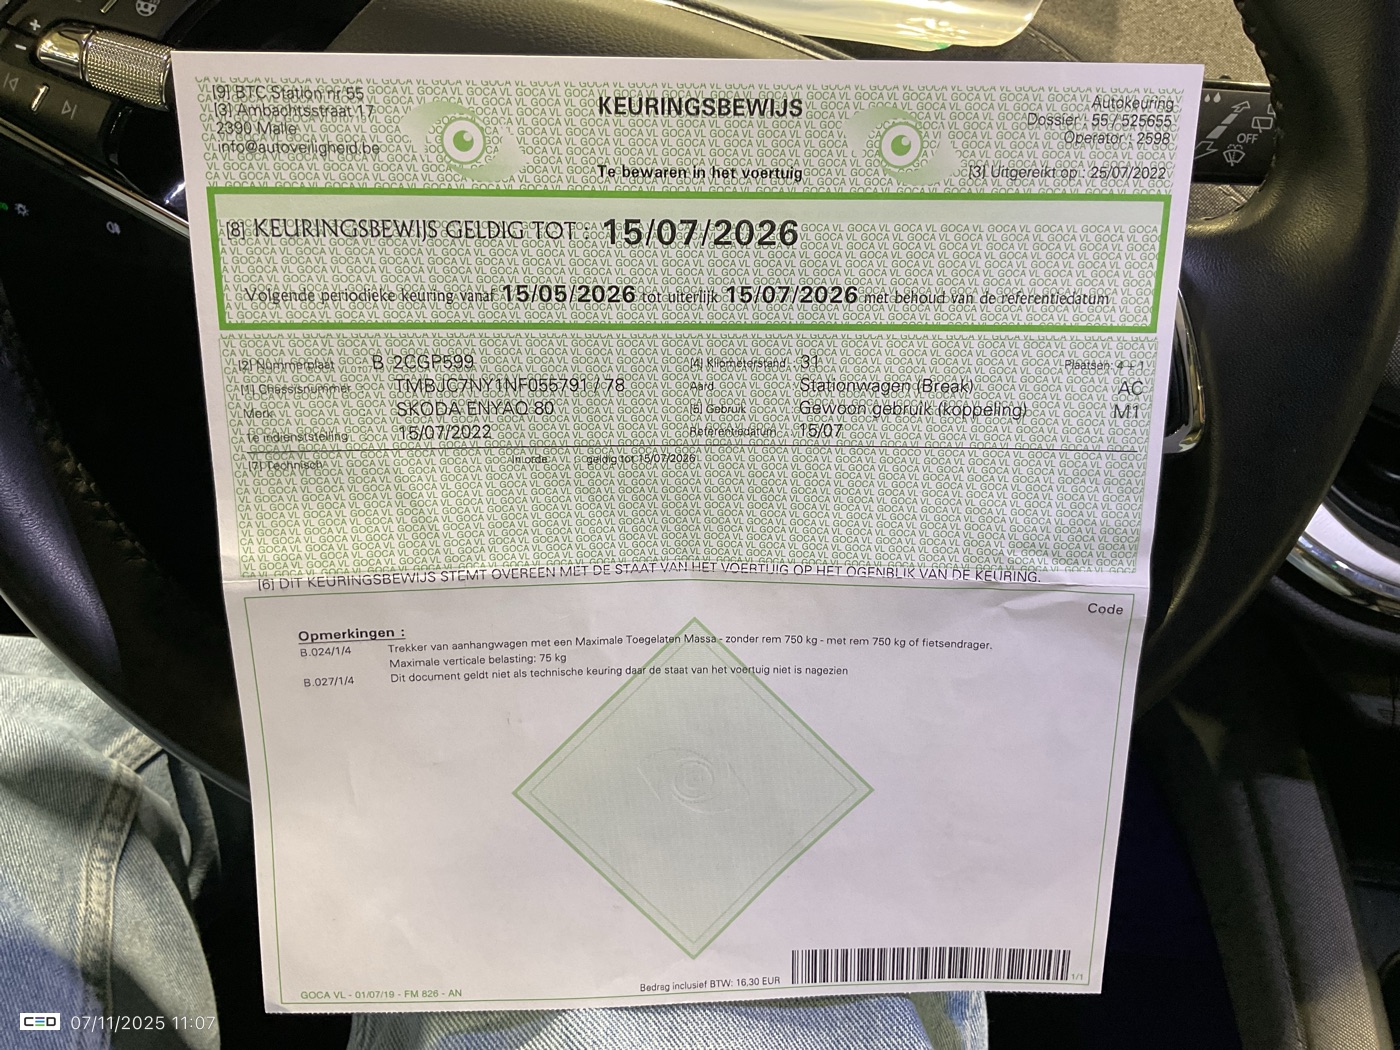 [9] BTC Station nr 55
[3] Ambachtsstraat 17
2390 Malle
info@autoveiligheid.be
KEURINGSBEWIJS
Te bewaren in het voertuig
Autokeuring
Dossier : 55 / 525655
Operator : 2598
[3] Uitgereikt op : 25/07/2022
[8] KEURINGSBEWIJS GELDIG TOT : 15/07/2026
Volgende periodieke keuring vanaf 15/05/2026 tot uiterlijk 15/07/2026 met behoud van de referentiedatum
[2] Nummerplaat B 2CGP599 [4] Kilometerstand : 31 Plaatsen: 4 + 1
[1] Chassisnummer TMBJC7NY1NF055791 / 78 Aard Stationwagen (Break) AC
Merk SKODA ENYAQ 80 [5] Gebruik Gewoon gebruik (koppeling) M1
1e indienststelling 15/07/2022 Referentiedatum 15/07
[7] Technisch In orde geldig tot 15/07/2026
[6] DIT KEURINGSBEWIJS STEMT OVEREEN MET DE STAAT VAN HET VOERTUIG OP HET OGENBLIK VAN DE KEURING.
Code
Opmerkingen :
B.024/1/4 Trekker van aanhangwagen met een Maximale Toegelaten Massa - zonder rem 750 kg - met rem 750 kg of fietsendrager.
Maximale verticale belasting: 75 kg
B.027/1/4 Dit document geldt niet als technische keuring daar de staat van het voertuig niet is nagezien
Bedrag inclusief BTW: 16,30 EUR
1/1
GOCA VL - 01/07/19 - FM 826 - AN
OFF
CED 07/11/2025 11:07